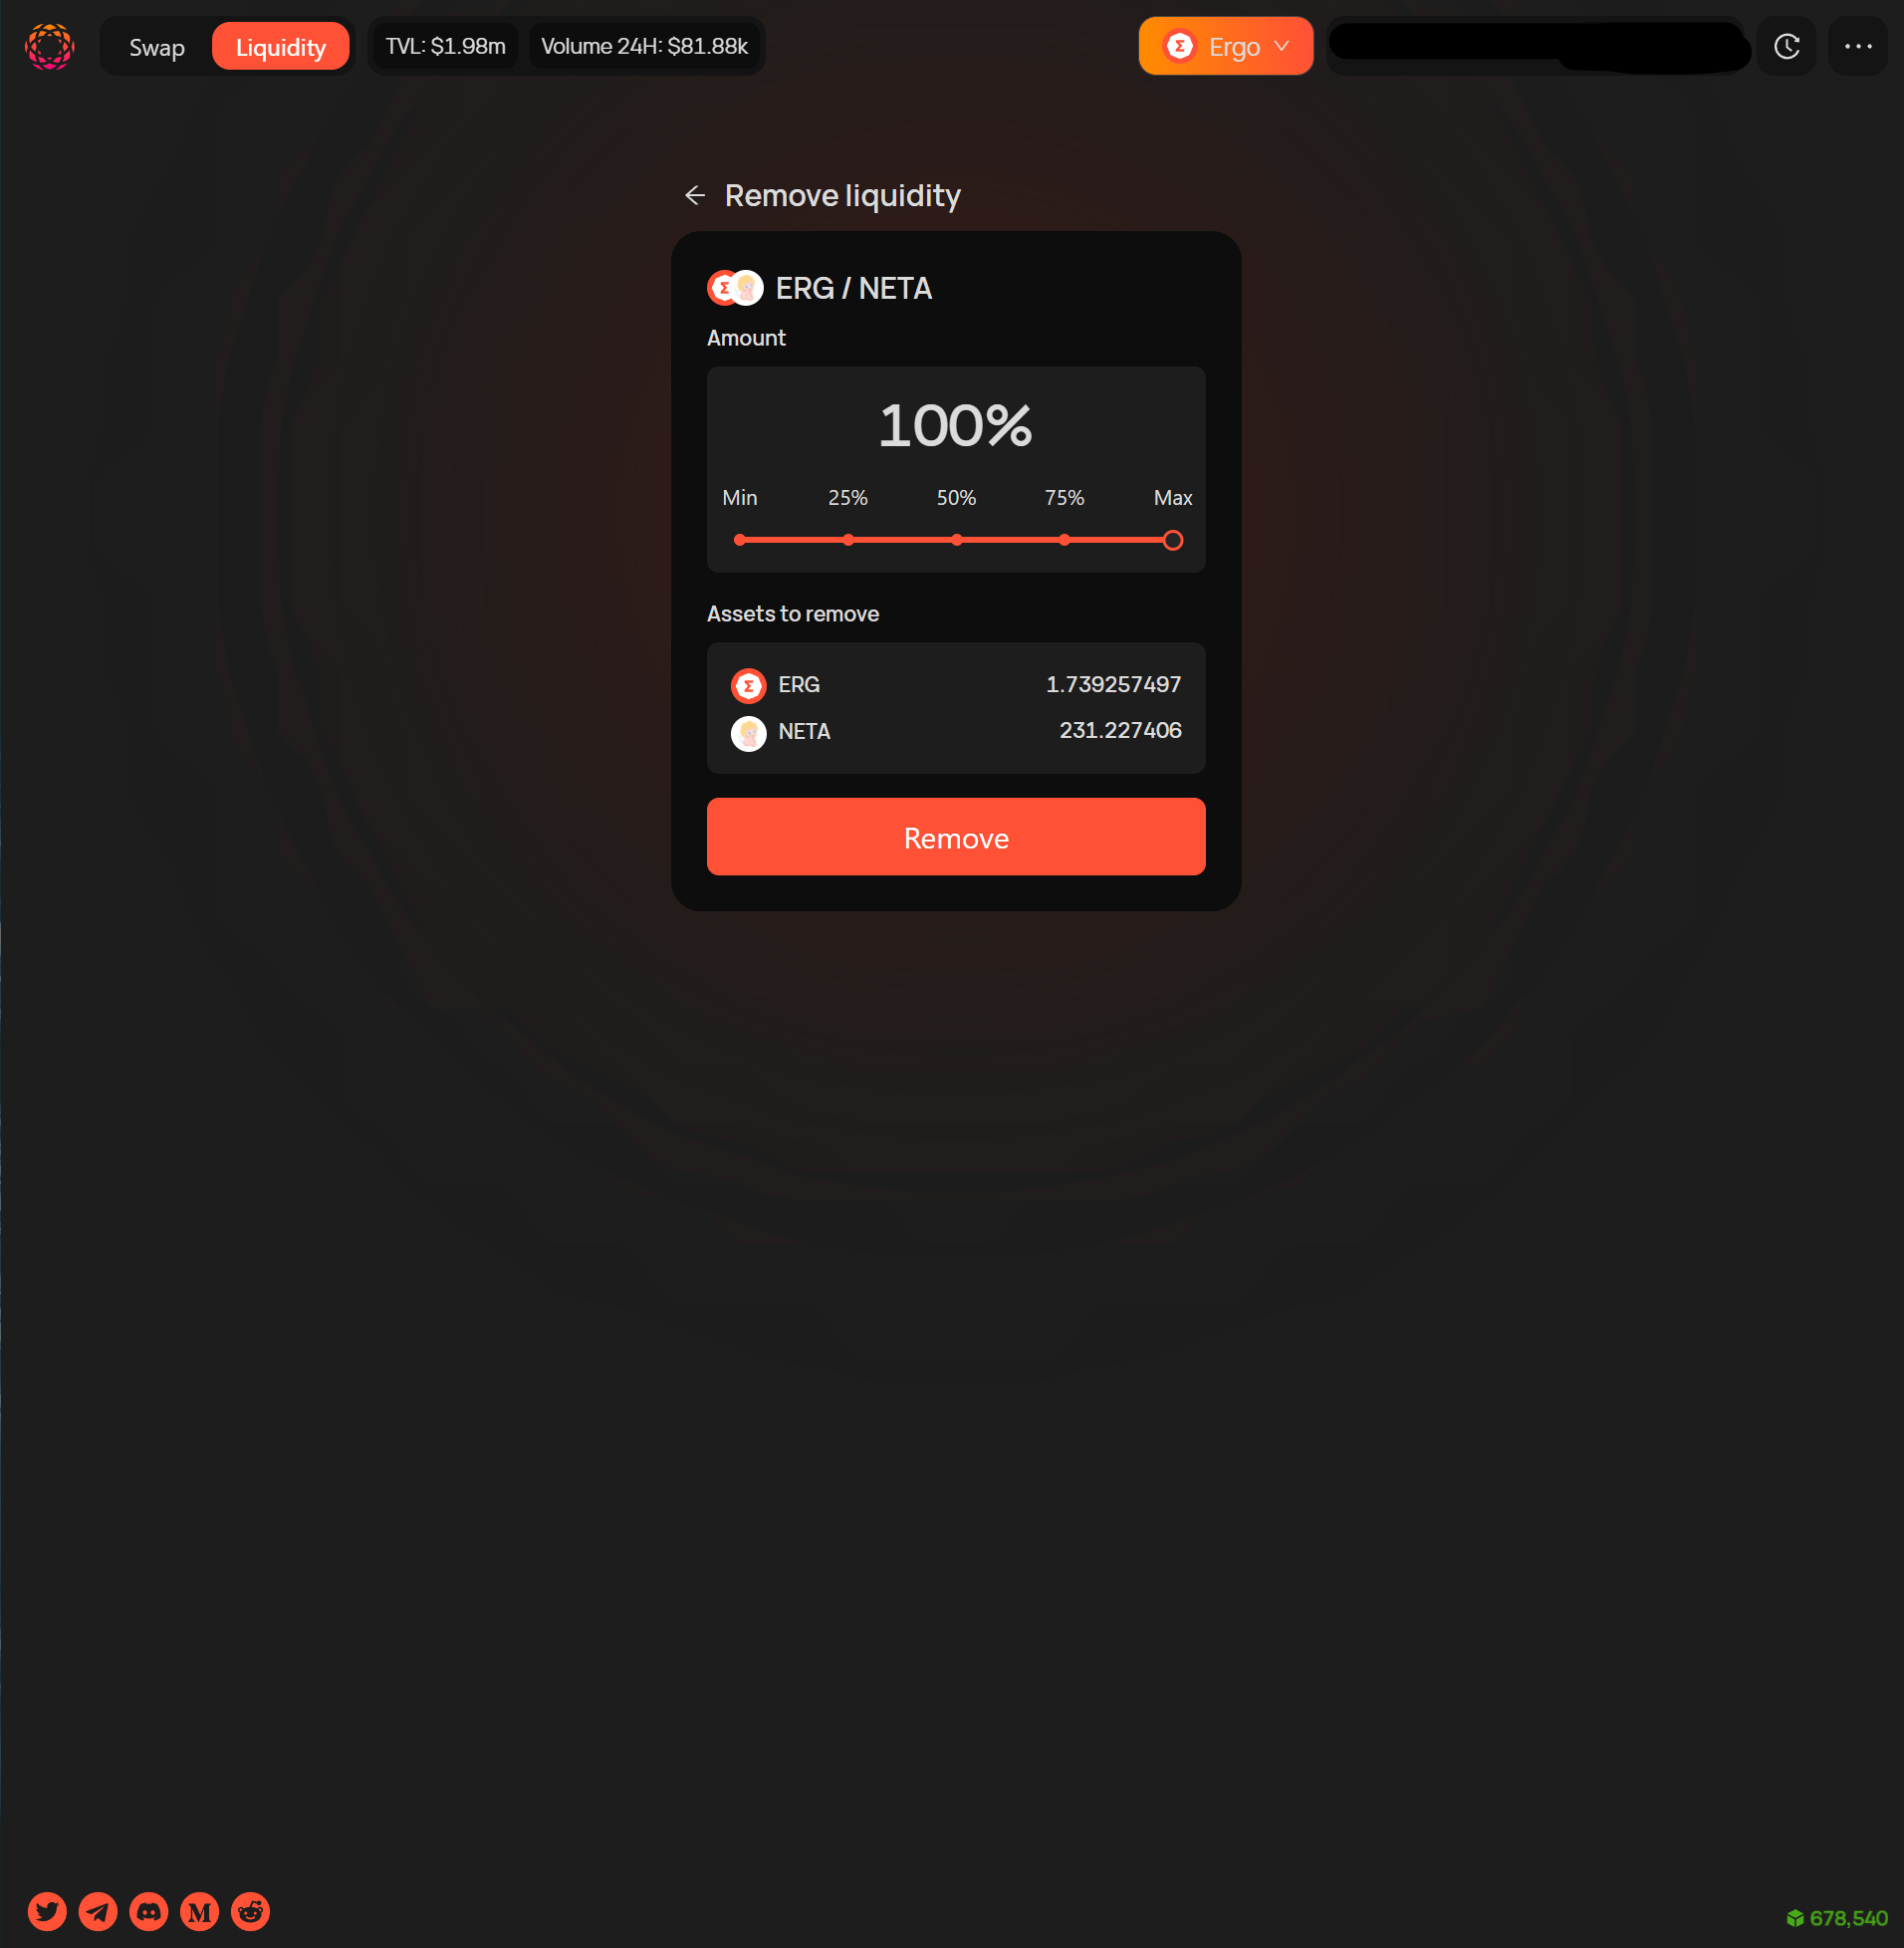 Swap
Liquidity
TVL: $1.98m
Volume 24H: $81.88k
Ergo
Remove liquidity
ERG / NETA
Amount
100%
Min 25% 50% 75% Max
Assets to remove
ERG 1.739257497
NETA 231.227406
Remove
678,540